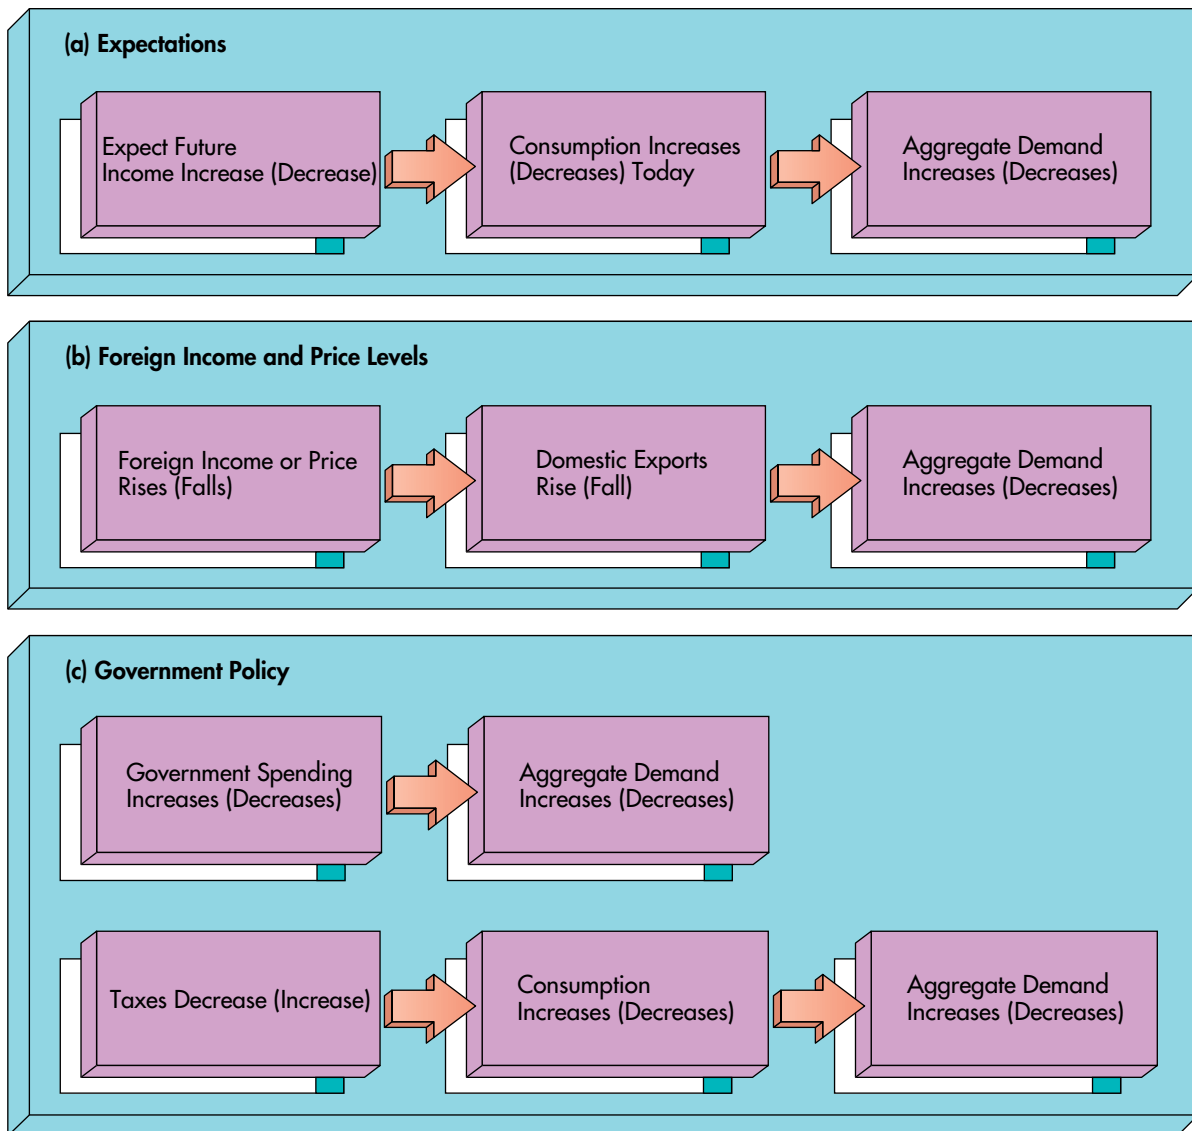 (a) Expectations
Expect Future
Income Increase (Decrease)
Consumption Increases
(Decreases) Today
Aggregate Demand
Increases (Decreases)
(b) Foreign Income and Price Levels
Foreign Income or Price
Rises (Falls)
Domestic Exports
Rise (Fall)
Aggregate Demand
Increases (Decreases)
(c) Government Policy
Government Spending
Increases (Decreases)
Aggregate Demand
Increases (Decreases)
Taxes Decrease (Increase)
Consumption
Increases (Decreases)
Aggregate Demand
Increases (Decreases)